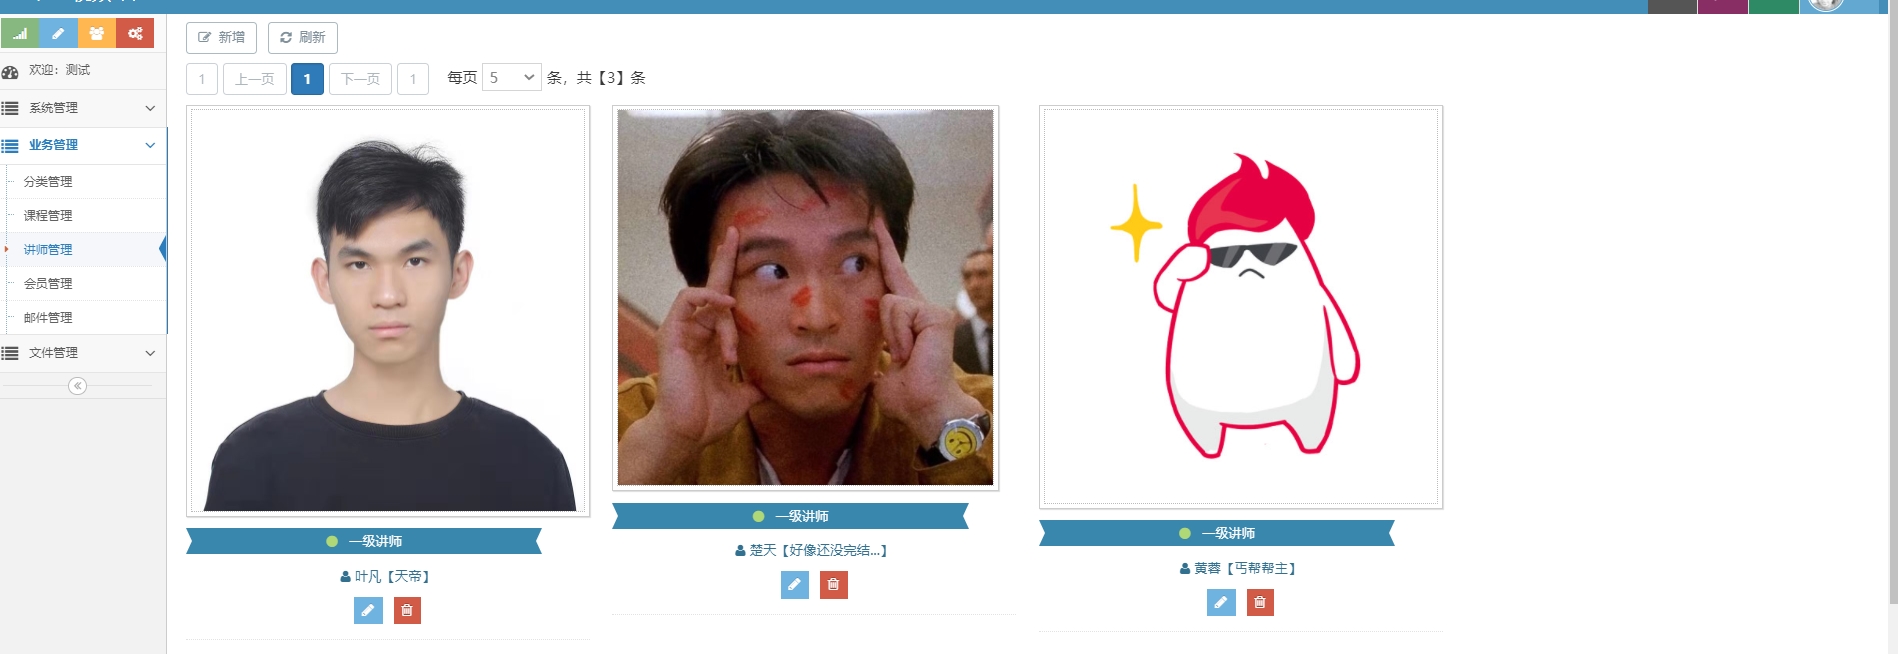 新增
刷新
1
上一页
1
下一页
1
每页 5 条，共【3】条
欢迎：测试
系统管理
业务管理
分类管理
课程管理
讲师管理
会员管理
邮件管理
文件管理
一级讲师
叶凡【天帝】
一级讲师
楚天【好像还没完结...】
一级讲师
黄蓉【丐帮帮主】